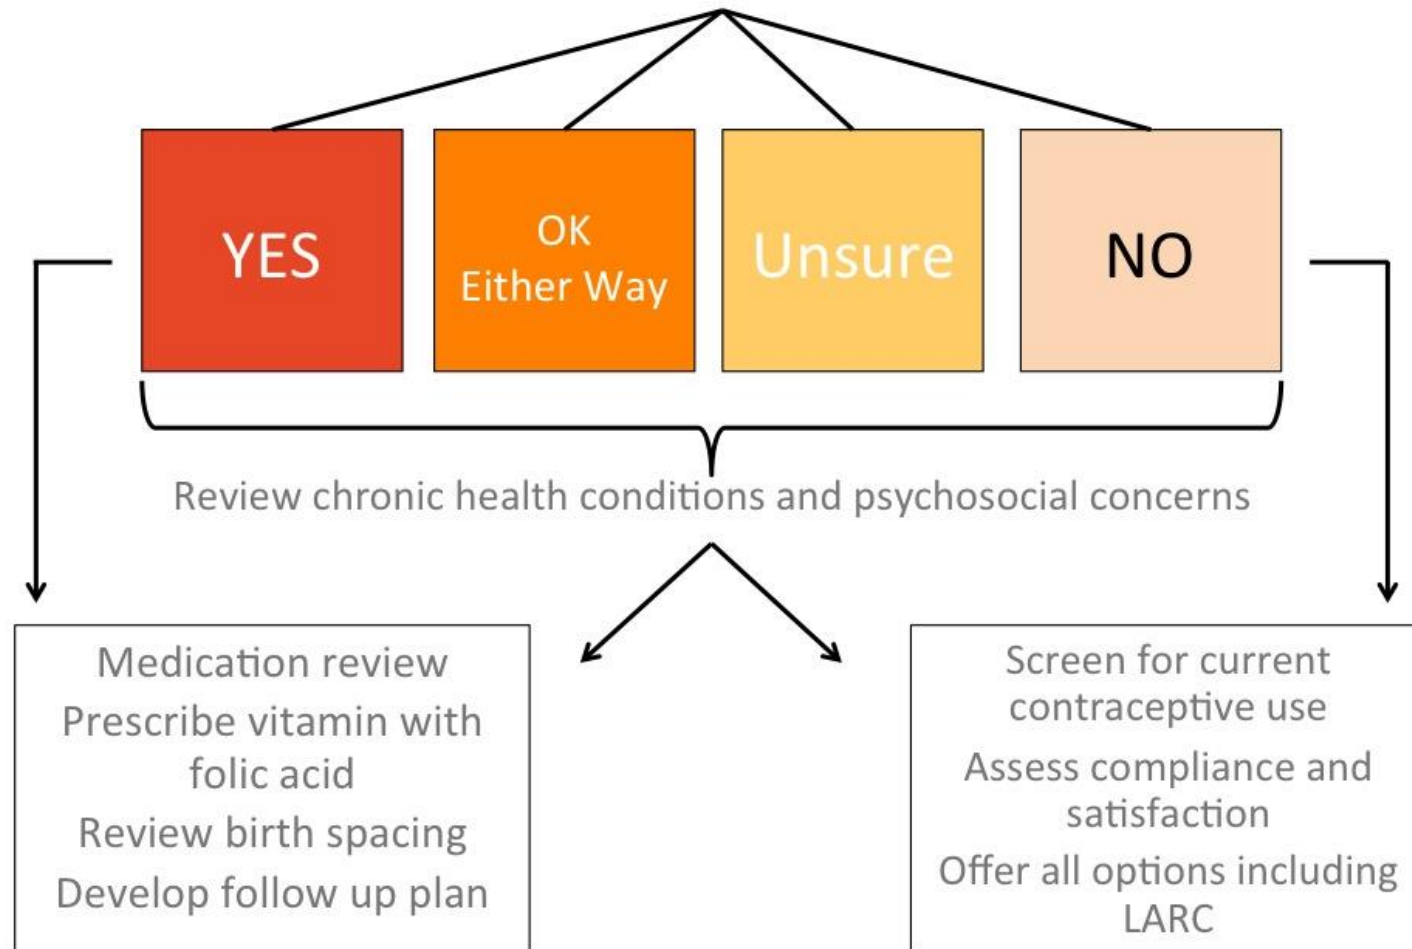 YES
OK
Either Way
Unsure
NO
Review chronic health conditions and psychosocial concerns
Medication review
Prescribe vitamin with
folic acid
Review birth spacing
Develop follow up plan
Screen for current
contraceptive use
Assess compliance and
satisfaction
Offer all options including
LARC